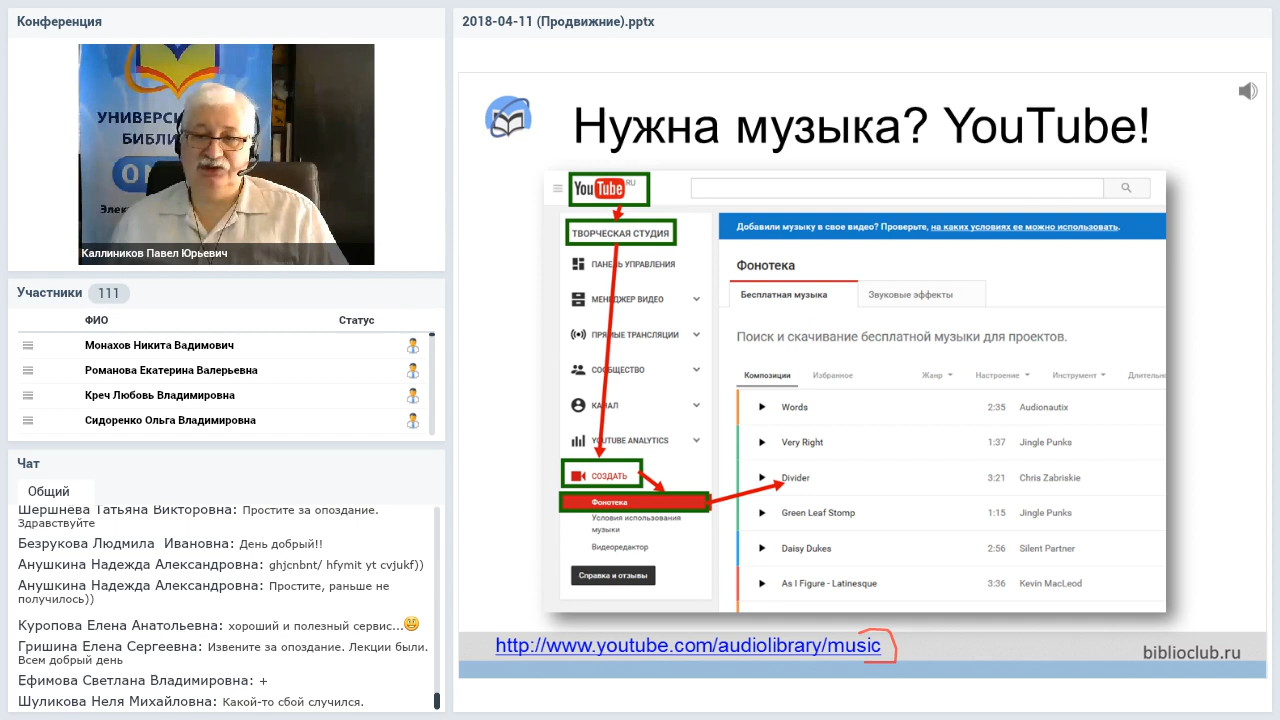 Конференция
УНИВЕРС
БИБЛИ
Каллиников Павел Юрьевич
Участники 111
ФИО Статус
Монахов Никита Вадимович
Романова Екатерина Валерьевна
Креч Любовь Владимировна
Сидоренко Ольга Владимировна
Чат
Общий
Шершнева Татьяна Викторовна: Простите за опоздание.
Здравствуйте
Безрукова Людмила Ивановна: День добрый!!
Анушкина Надежда Александровна: ghjcnbnt/ hfymit yt cvjukf))
Анушкина Надежда Александровна: Простите, раньше не
получилось))
Куропова Елена Анатольевна: хороший и полезный сервис...
Гришина Елена Сергеевна: Извените за опоздание. Лекции были.
Всем добрый день
Ефимова Светлана Владимировна: +
Шуликова Неля Михайловна: Какой-то сбой случился.
2018-04-11 (Продвижние).pptx
Нужна музыка? YouTube!
YouTube RU
ТВОРЧЕСКАЯ СТУДИЯ
ПАНЕЛЬ УПРАВЛЕНИЯ
МЕНЕДЖЕР ВИДЕО
ПРЯМЫЕ ТРАНСЛЯЦИИ
СООБЩЕСТВО
КАНАЛ
YOUTUBE ANALYTICS
СОЗДАТЬ
Фонотека
Условия использования
музыки
Видеоредактор
Справка и отзывы
Добавили музыку в свое видео? Проверьте, на каких условиях ее можно использовать.
Фонотека
Бесплатная музыка Звуковые эффекты
Поиск и скачивание бесплатной музыки для проектов.
Композиции Избранное Жанр Настроение Инструмент
Words 2:35 Audionautix
Very Right 1:37 Jingle Punks
Divider 3:21 Chris Zabriskie
Green Leaf Stomp 1:15 Jingle Punks
Daisy Dukes 2:56 Silent Partner
As I Figure - Latinesque 3:36 Kevin MacLeod
http://www.youtube.com/audiolibrary/music
biblioclub.ru